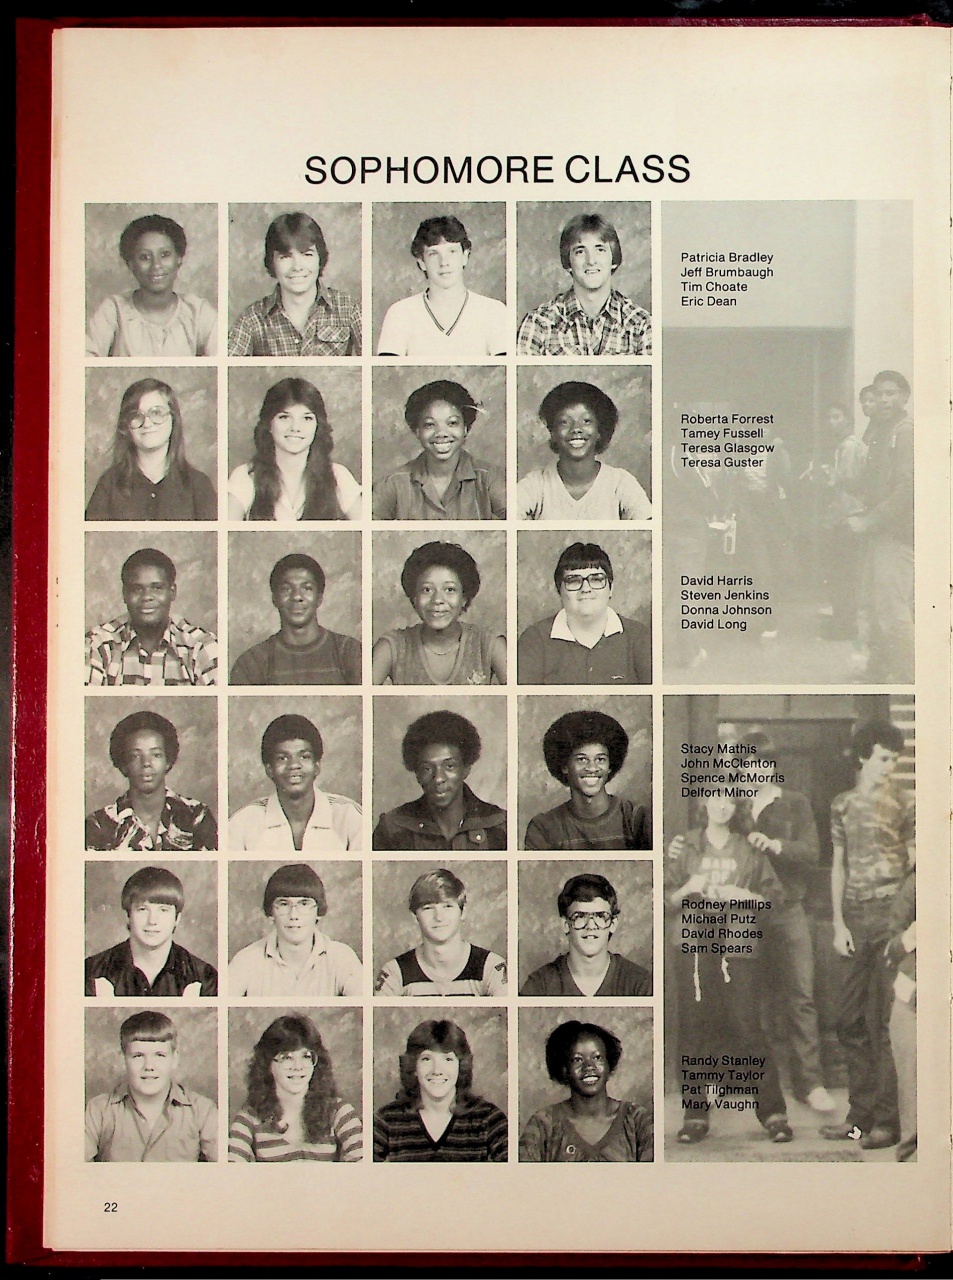 SOPHOMORE CLASS
Patricia Bradley
Jeff Brumbaugh
Tim Choate
Eric Dean
Roberta Forrest
Tamey Fussell
Teresa Glasgow
Teresa Guster
David Harris
Steven Jenkins
Donna Johnson
David Long
Stacy Mathis
John McClenton
Spence McMorris
Delfort Minor
Rodney Phillips
Michael Putz
David Rhodes
Sam Spears
Randy Stanley
Tammy Taylor
Pat Tilghman
Mary Vaughn
22